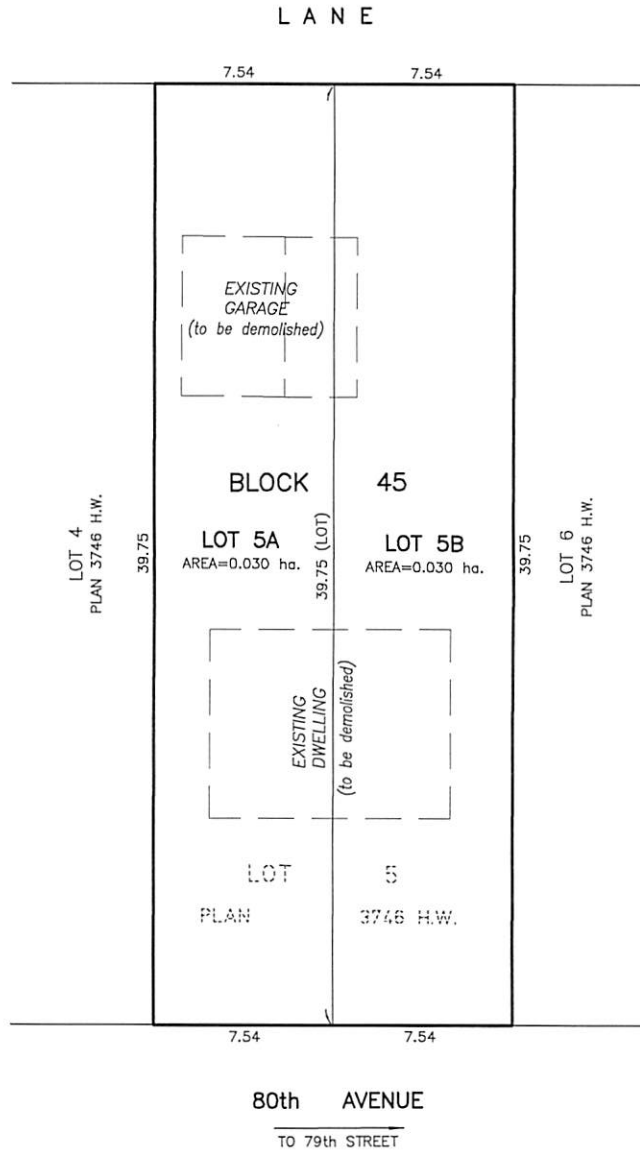 LANE
7.54 7.54
EXISTING
GARAGE
(to be demolished)
BLOCK 45
LOT 4
PLAN 3746 H.W.
39.75
LOT 5A
AREA=0.030 ha.
39.75 (LOT)
LOT 5B
AREA=0.030 ha.
39.75
LOT 6
PLAN 3746 H.W.
EXISTING
DWELLING
(to be demolished)
LOT 5
PLAN 3746 H.W.
7.54 7.54
80th AVENUE
TO 79th STREET